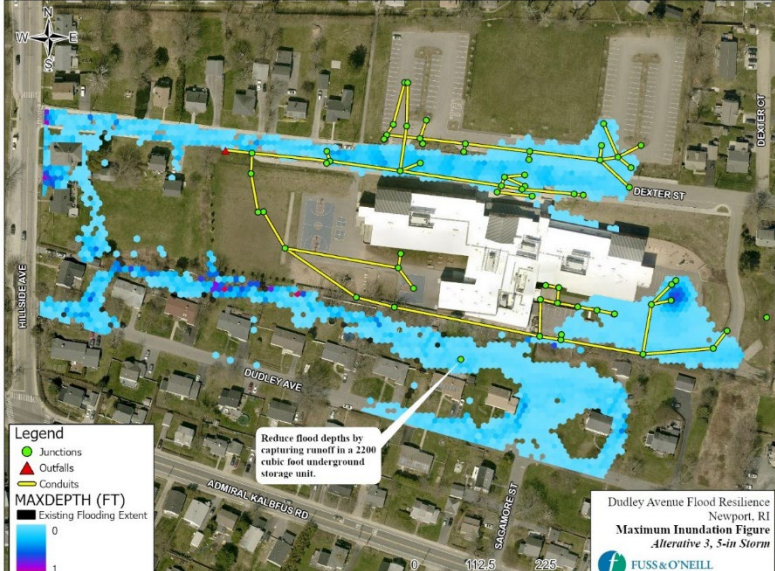 N
W E
S
DEXTER CT
DEXTER ST
HILLSIDE AVE
DUDLEY AVE
Reduce flood depths by
capturing runoff in a 2200
cubic foot underground
storage unit.
ADMIRAL KALBFUS RD
SAGAMORE ST
Legend
Junctions
Outfalls
Conduits
MAXDEPTH (FT)
Existing Flooding Extent
0
1
0 112.5 225
Dudley Avenue Flood Resilience
Newport, RI
Maximum Inundation Figure
Alterative 3, 5-in Storm
FUSS & O'NEILL